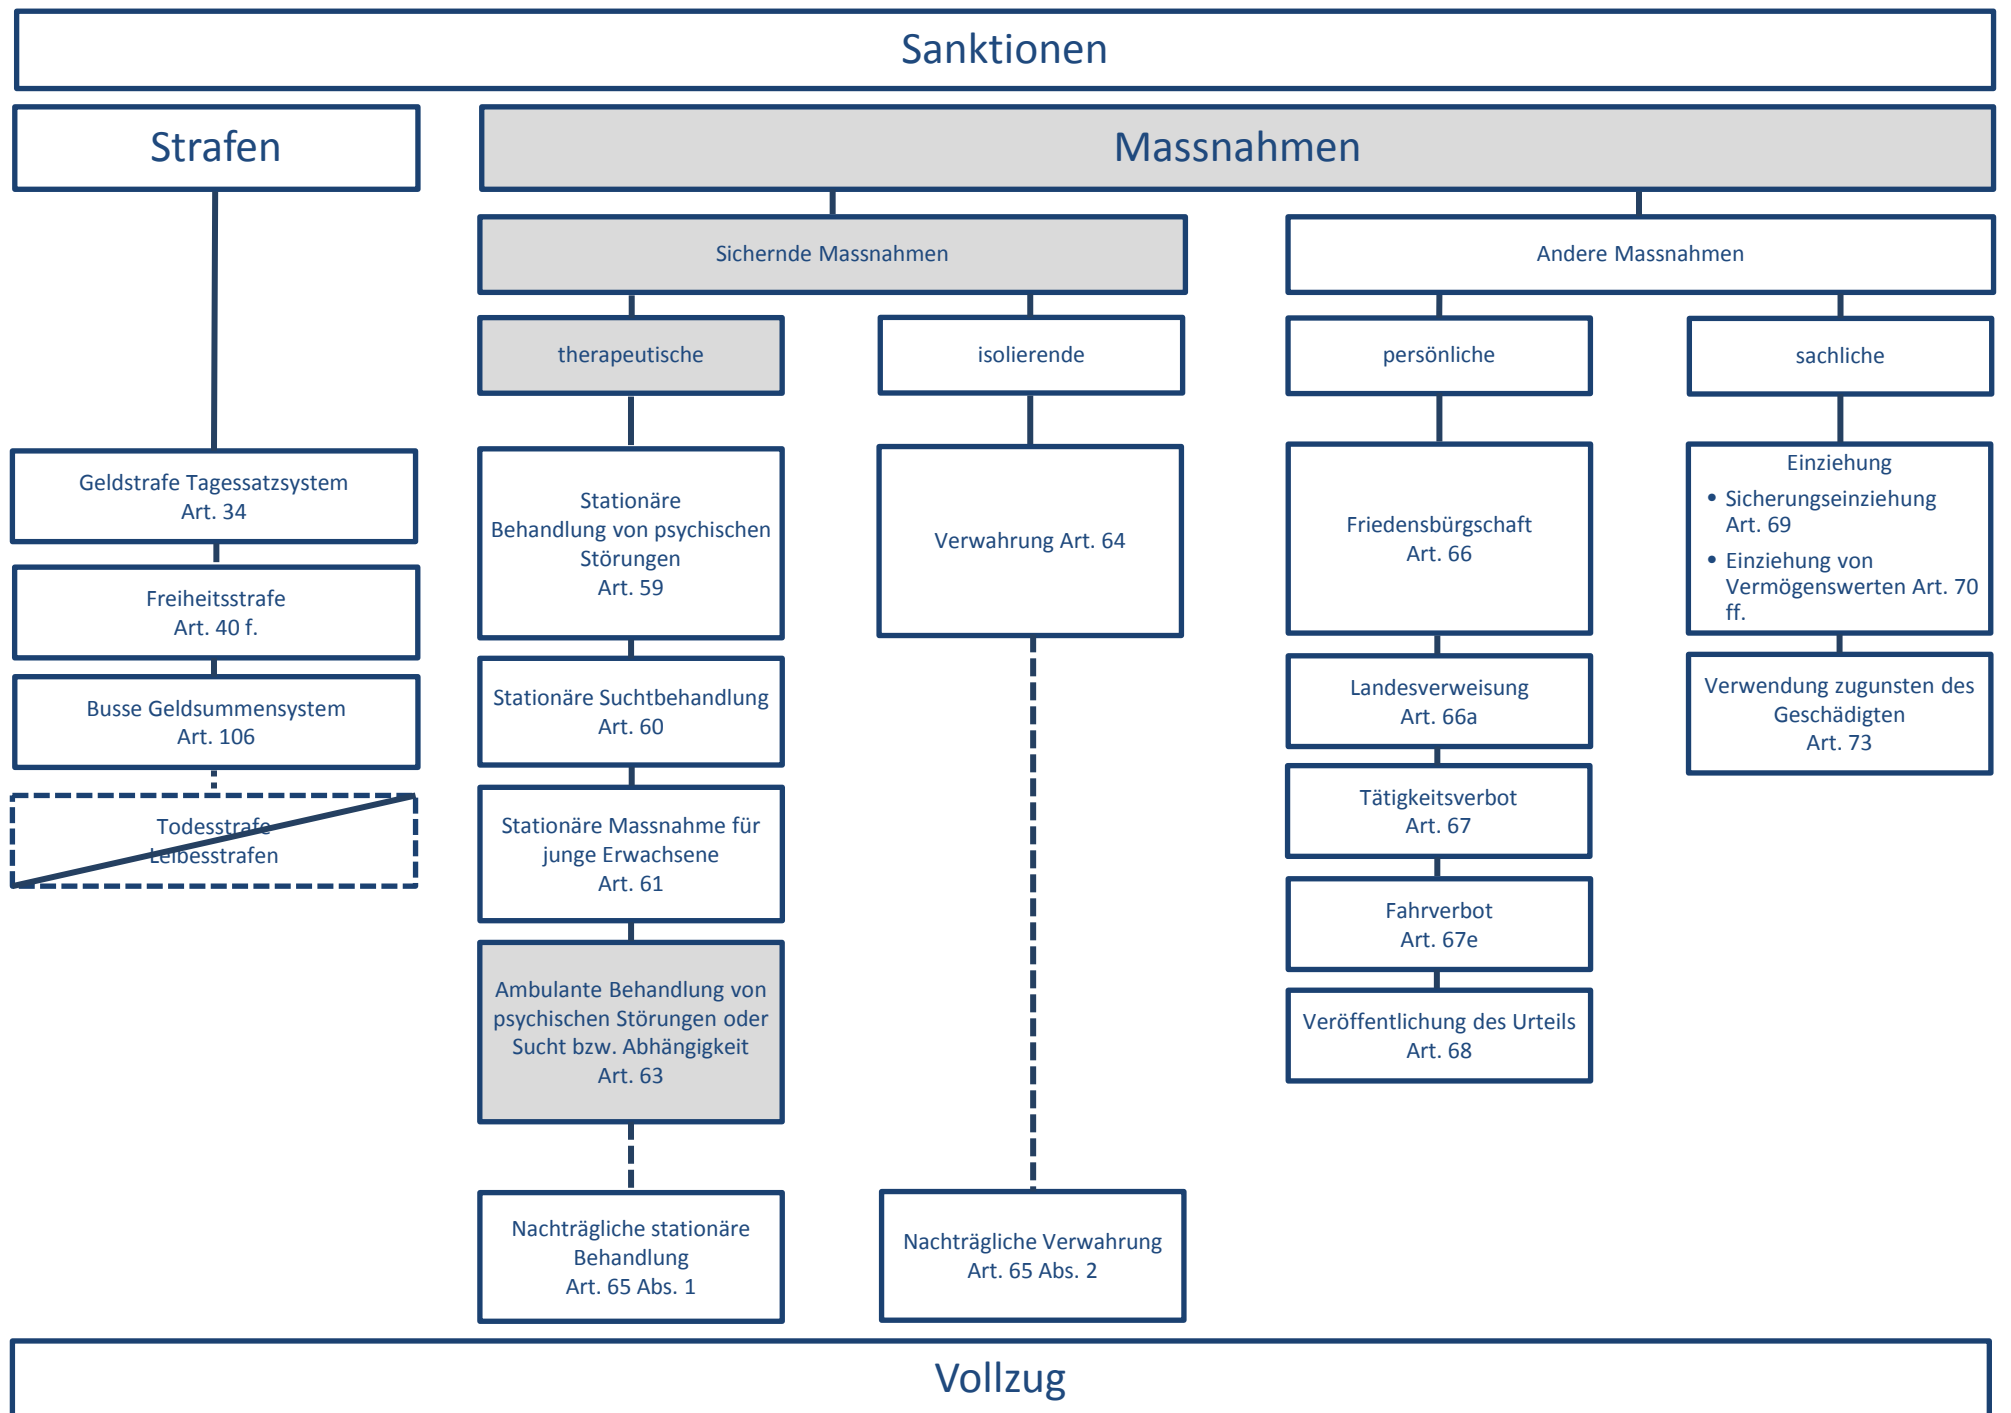 Sanktionen
Strafen
Massnahmen
Sichernde Massnahmen
Andere Massnahmen
therapeutische
isolierende
persönliche
sachliche
Geldstrafe Tagessatzsystem
Art. 34
Freiheitsstrafe
Art. 40 f.
Busse Geldsummensystem
Art. 106
Todesstrafe
Leibesstrafen
Stationäre
Behandlung von psychischen
Störungen
Art. 59
Stationäre Suchtbehandlung
Art. 60
Stationäre Massnahme für
junge Erwachsene
Art. 61
Ambulante Behandlung von
psychischen Störungen oder
Sucht bzw. Abhängigkeit
Art. 63
Nachträgliche stationäre
Behandlung
Art. 65 Abs. 1
Verwahrung Art. 64
Nachträgliche Verwahrung
Art. 65 Abs. 2
Friedensbürgschaft
Art. 66
Landesverweisung
Art. 66a
Tätigkeitsverbot
Art. 67
Fahrverbot
Art. 67e
Veröffentlichung des Urteils
Art. 68
Einziehung
• Sicherungseinziehung
Art. 69
• Einziehung von
Vermögenswerten Art. 70
ff.
Verwendung zugunsten des
Geschädigten
Art. 73
Vollzug